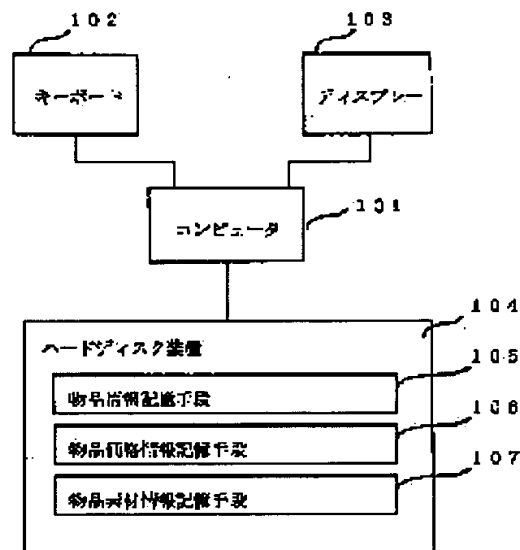 102
103
キーボード
ディスプレー
101
コンピュータ
104
ハードディスク装置
105
物品情報記憶手段
106
物品価格情報記憶手段
107
物品素材情報記憶手段